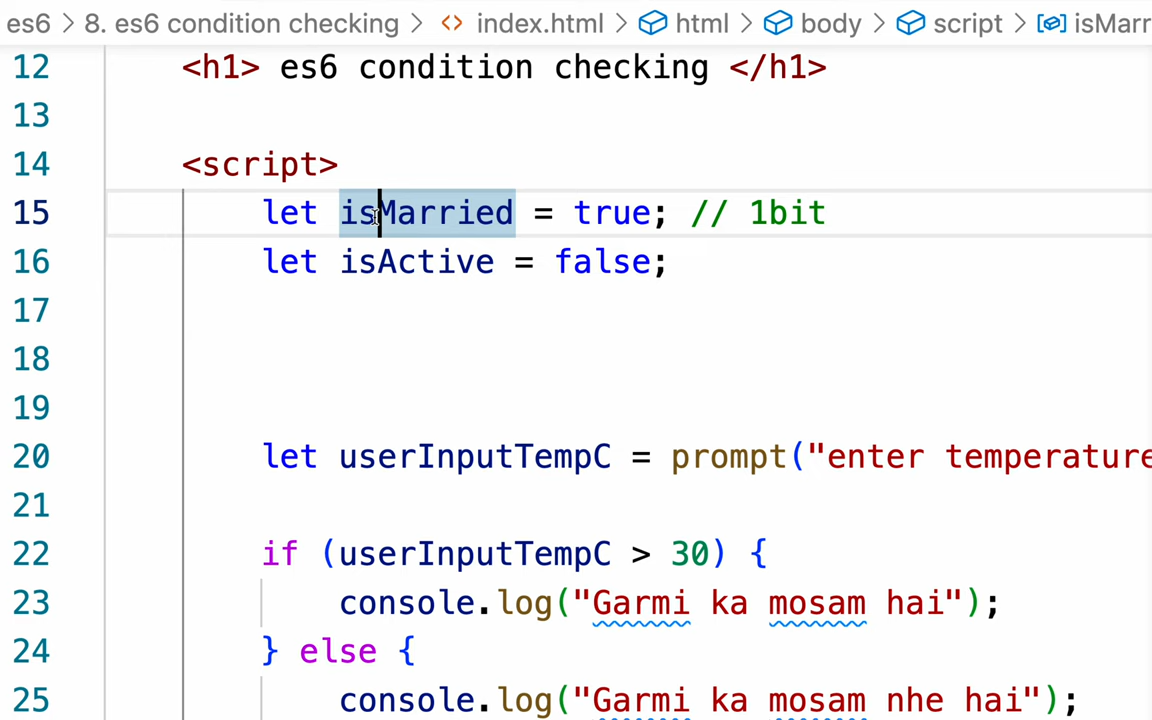 es6 > 8. es6 condition checking > <> index.html > html > body > script > isMarr
12 <h1> es6 condition checking </h1>
13
14 <script>
15 let isMarried = true; // 1bit
16 let isActive = false;
17
18
19
20 let userInputTempC = prompt("enter temperature
21
22 if (userInputTempC > 30) {
23 console.log("Garmi ka mosam hai");
24 } else {
25 console.log("Garmi ka mosam nhe hai");